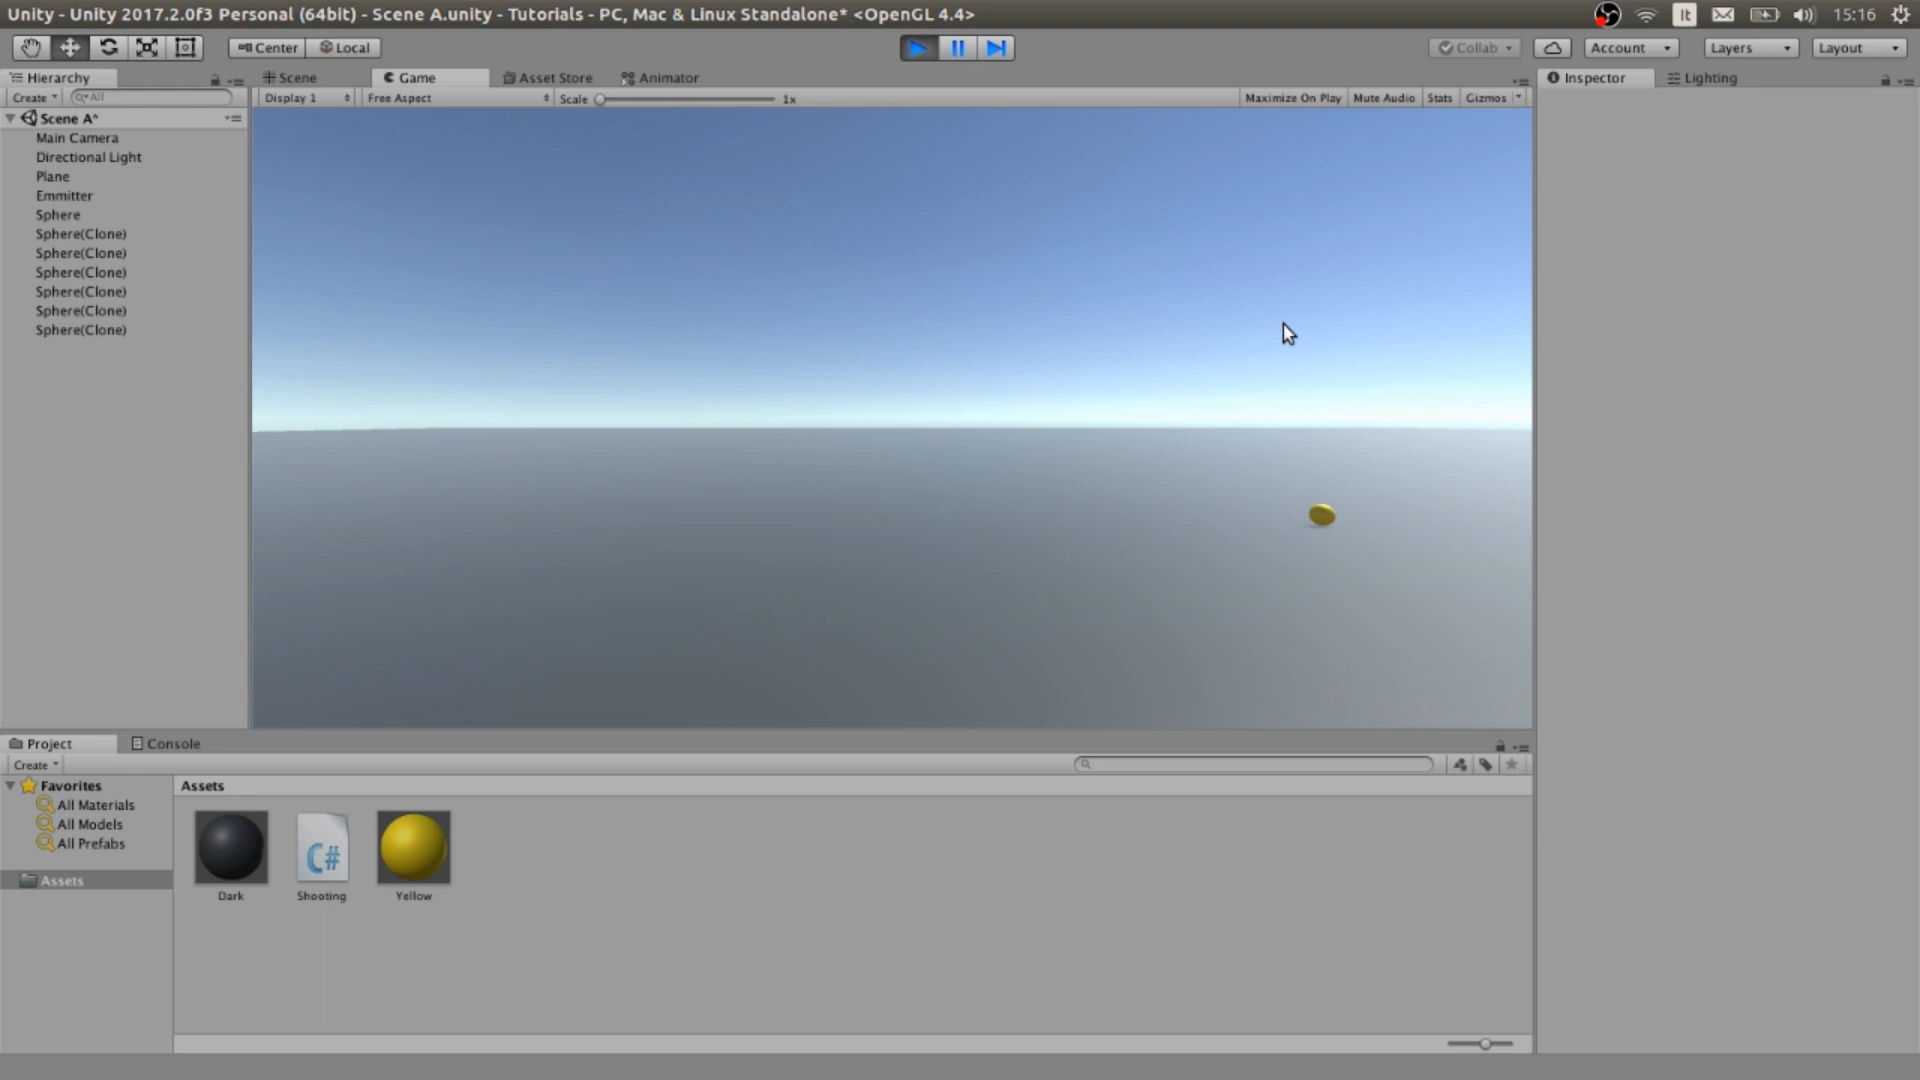 Unity - Unity 2017.2.0f3 Personal (64bit) - Scene A.unity - Tutorials - PC, Mac & Linux Standalone* <OpenGL 4.4>
lt
15:16
Center
Local
Collab
Account
Layers
Layout
Hierarchy
Scene
Game
Asset Store
Animator
Inspector
Lighting
Create
All
Display 1
Free Aspect
Scale
1x
Maximize On Play
Mute Audio
Stats
Gizmos
Scene A*
Main Camera
Directional Light
Plane
Emmitter
Sphere
Sphere(Clone)
Sphere(Clone)
Sphere(Clone)
Sphere(Clone)
Sphere(Clone)
Sphere(Clone)
Project
Console
Create
Favorites
All Materials
All Models
All Prefabs
Assets
Assets
C#
Dark
Shooting
Yellow